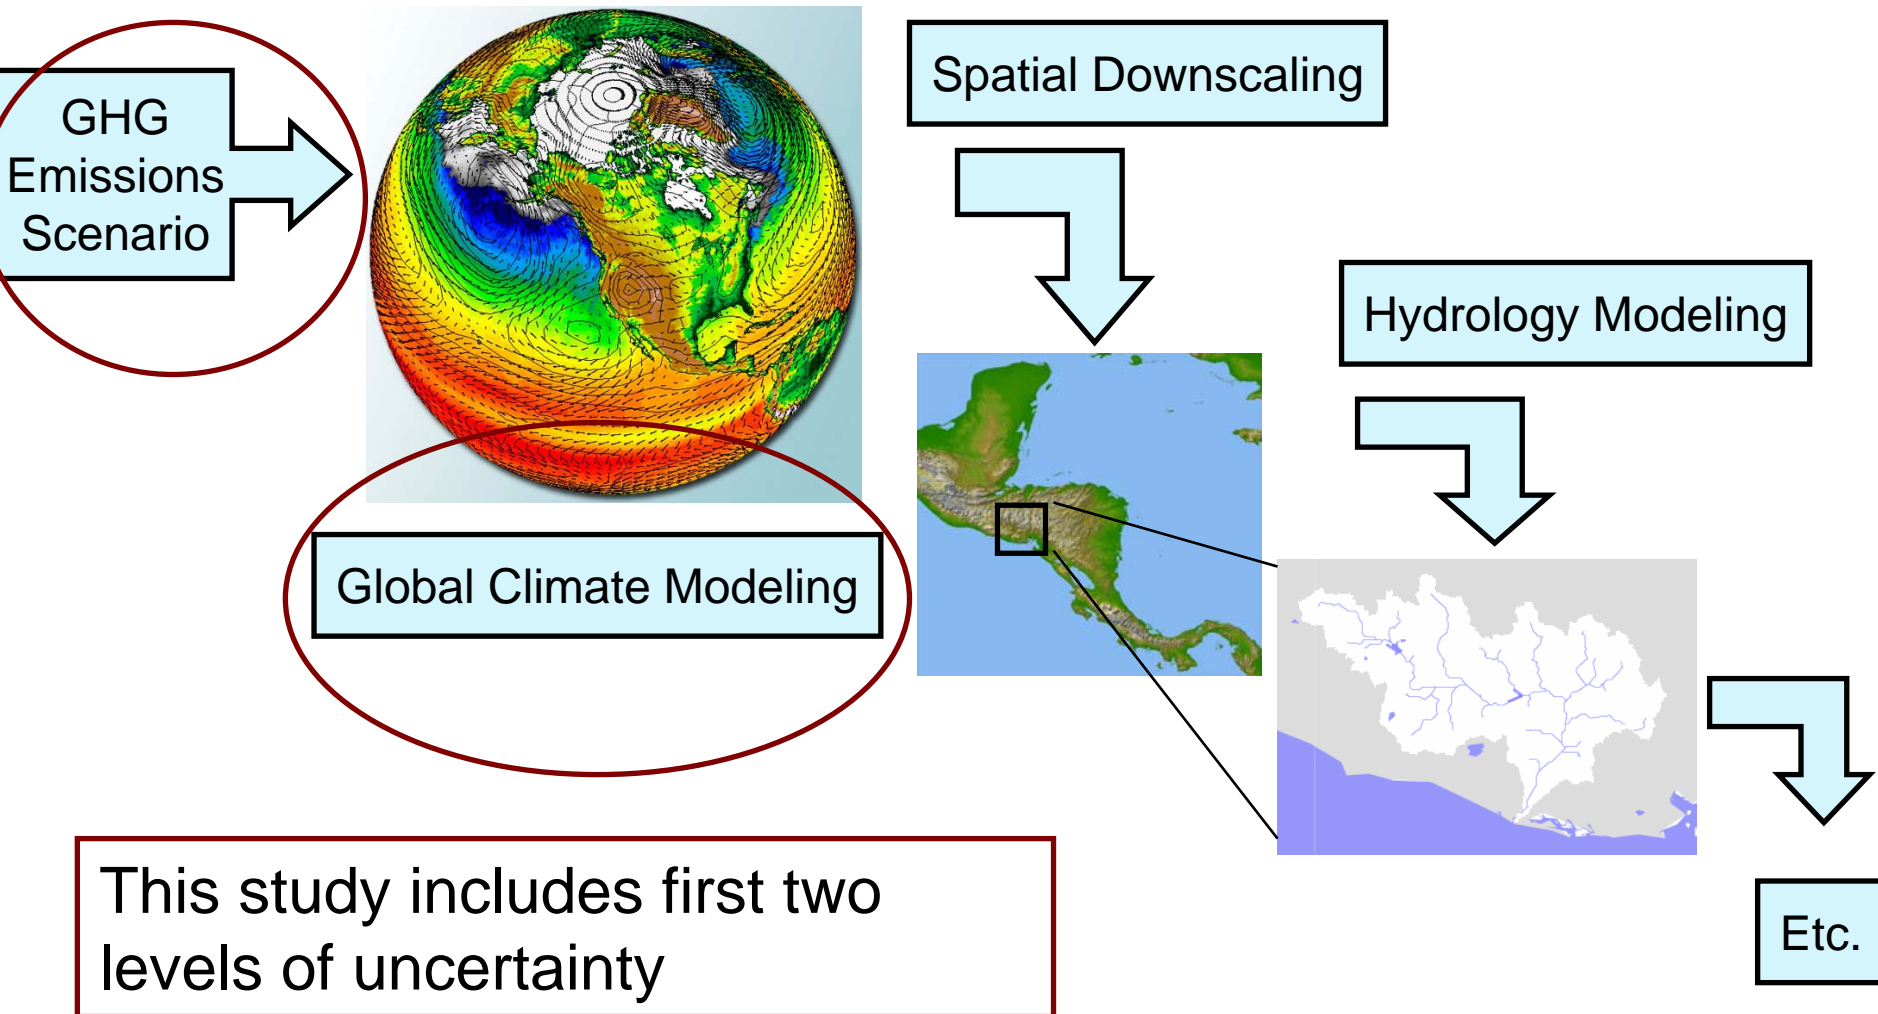 GHG
Emissions
Scenario
Spatial Downscaling
Hydrology Modeling
Global Climate Modeling
This study includes first two
levels of uncertainty
Etc.